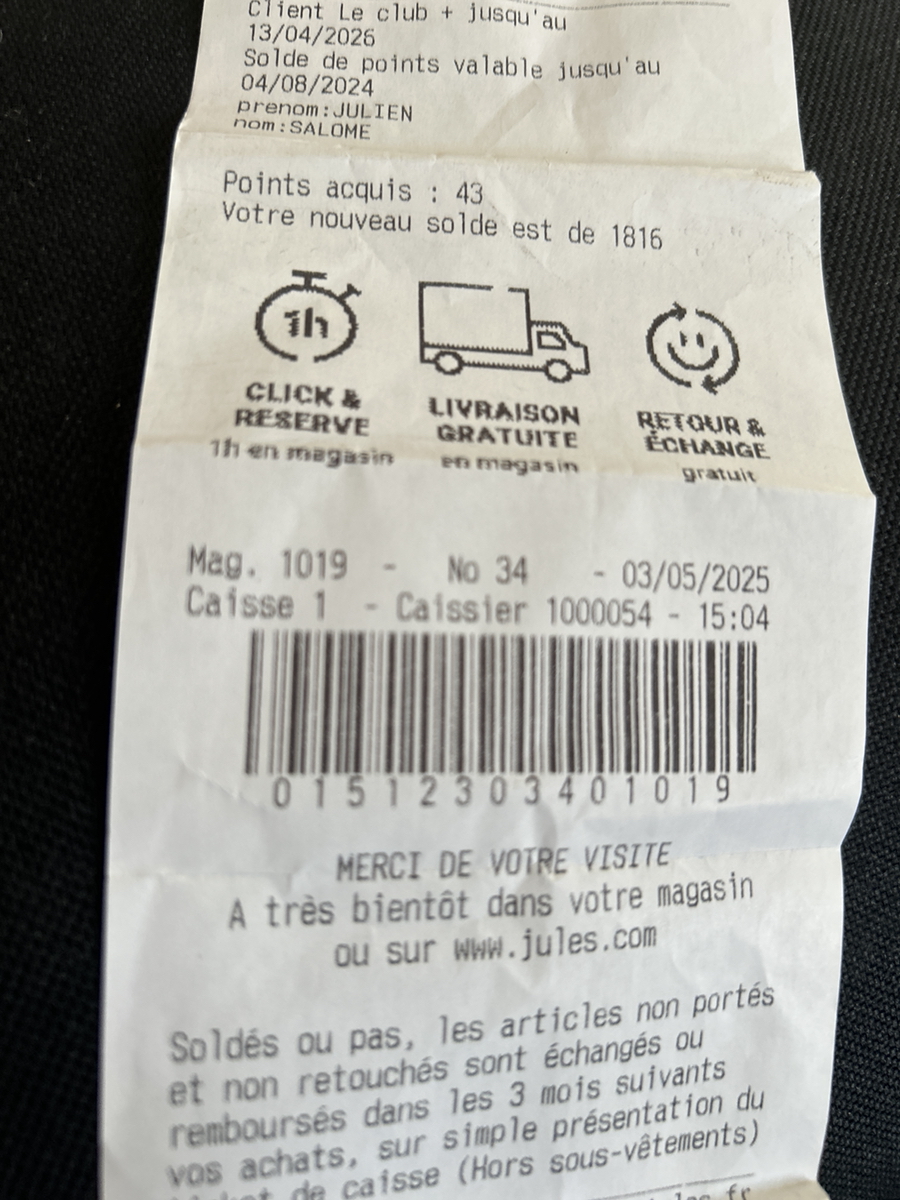 Client Le club + jusqu'au
13/04/2026
Solde de points valable jusqu'au
04/08/2024
prenom:JULIEN
nom:SALOME
Points acquis : 43
Votre nouveau solde est de 1816
1h
CLICK &
RESERVE
1h en magasin
LIVRAISON
GRATUITE
en magasin
RETOUR &
ÉCHANGE
gratuit
Mag. 1019 - No 34 - 03/05/2025
Caisse 1 - Caissier 1000054 - 15:04
01512303401019
MERCI DE VOTRE VISITE
A très bientôt dans votre magasin
ou sur www.jules.com
Soldés ou pas, les articles non portés
et non retouchés sont échangés ou
remboursés dans les 3 mois suivants
vos achats, sur simple présentation du
de caisse (Hors sous-vêtements)